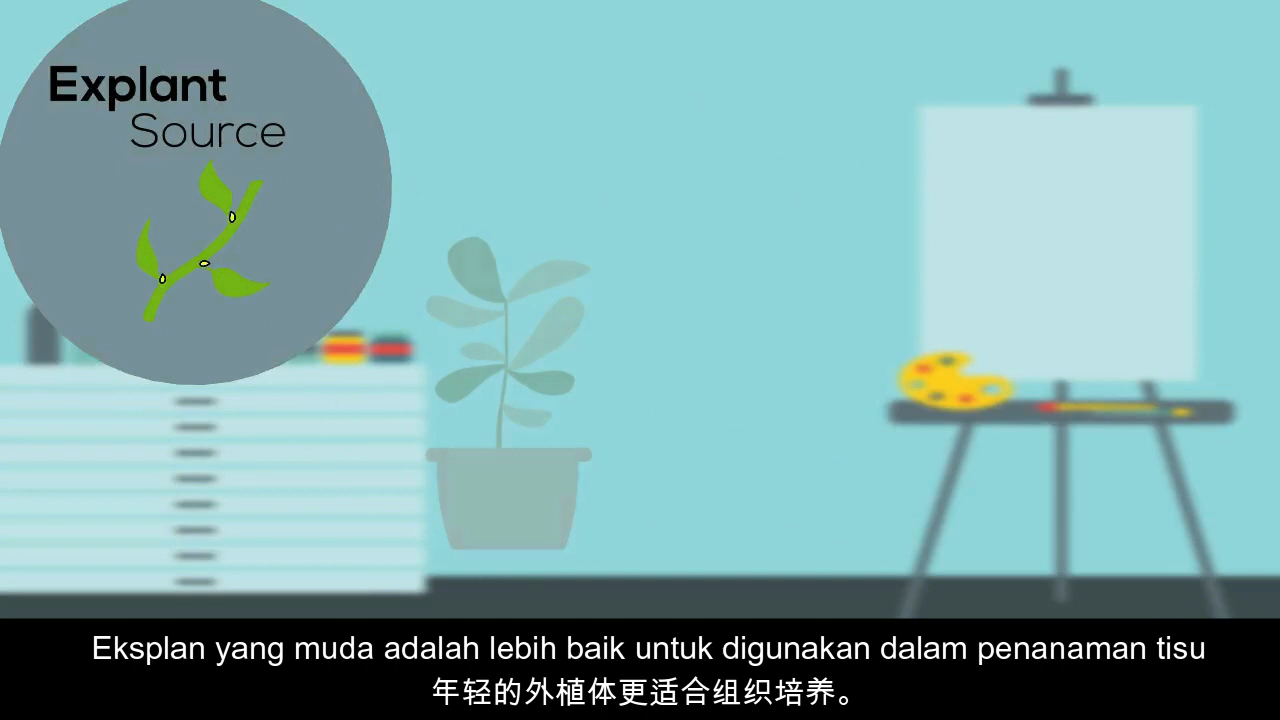 Explant
Source
Eksplan yang muda adalah lebih baik untuk digunakan dalam penanaman tisu
年轻的外植体更适合组织培养。